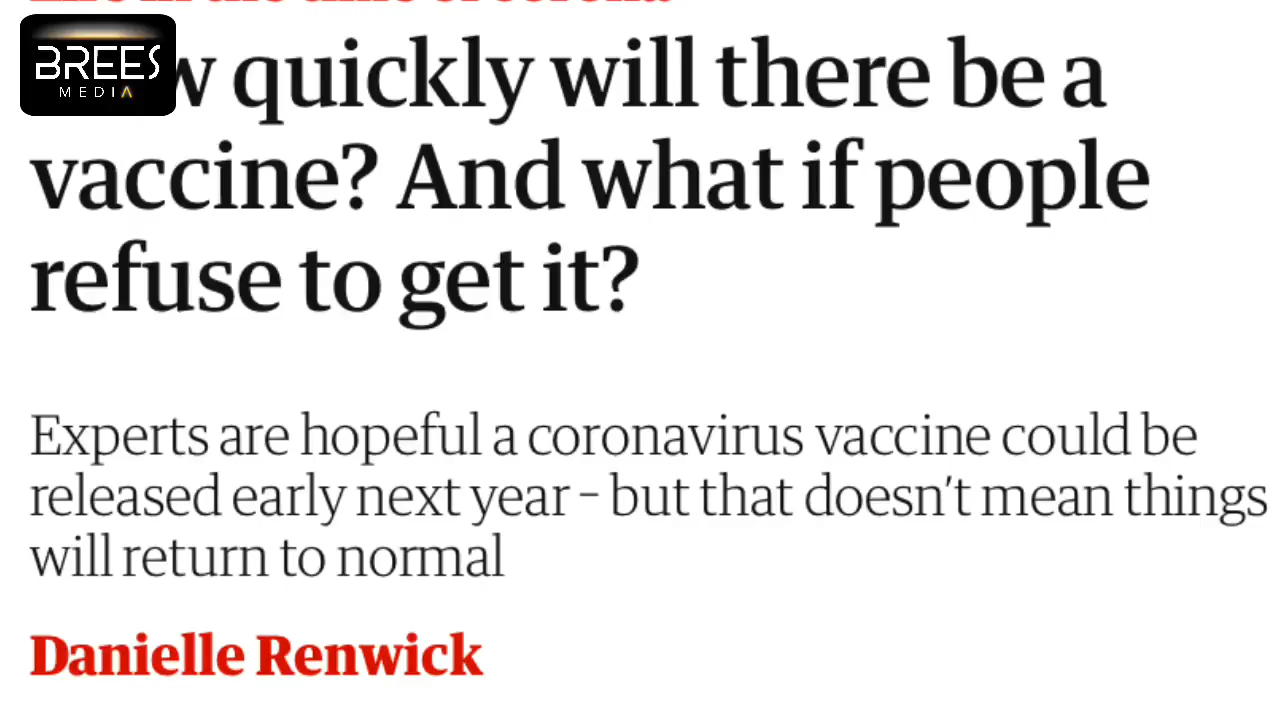 BREES
MEDIA
quickly will there be a
vaccine? And what if people
refuse to get it?
Experts are hopeful a coronavirus vaccine could be
released early next year – but that doesn't mean things
will return to normal
Danielle Renwick